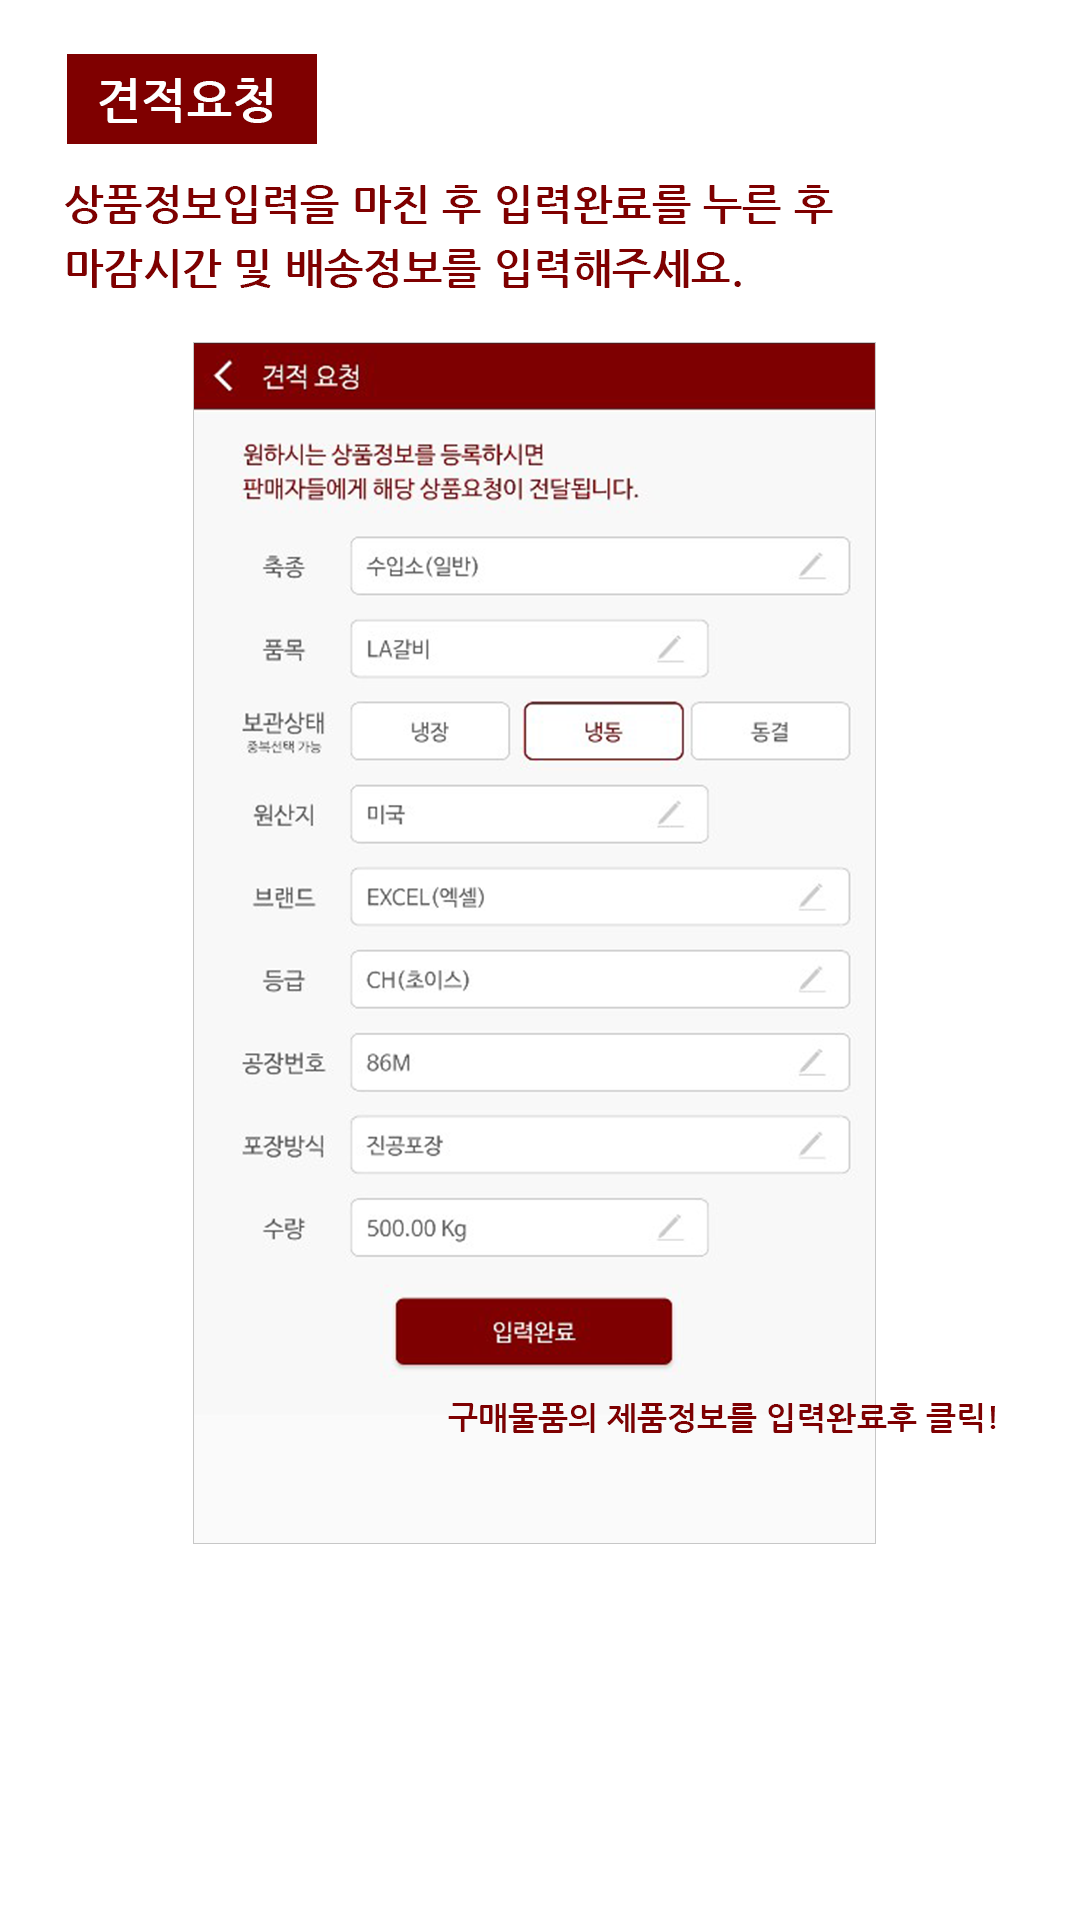 견적요청
상품정보입력을 마친 후 입력완료를 누른 후
마감시간 및 배송정보를 입력해주세요.
견적 요청
원하시는 상품정보를 등록하시면
판매자들에게 해당 상품요청이 전달됩니다.
축종 수입소(일반)
품목 LA갈비
보관상태 냉장 냉동 동결
중복선택 가능
원산지 미국
브랜드 EXCEL(엑셀)
등급 CH(초이스)
공장번호 86M
포장방식 진공포장
수량 500.00 Kg
입력완료
구매물품의 제품정보를 입력완료후 클릭!